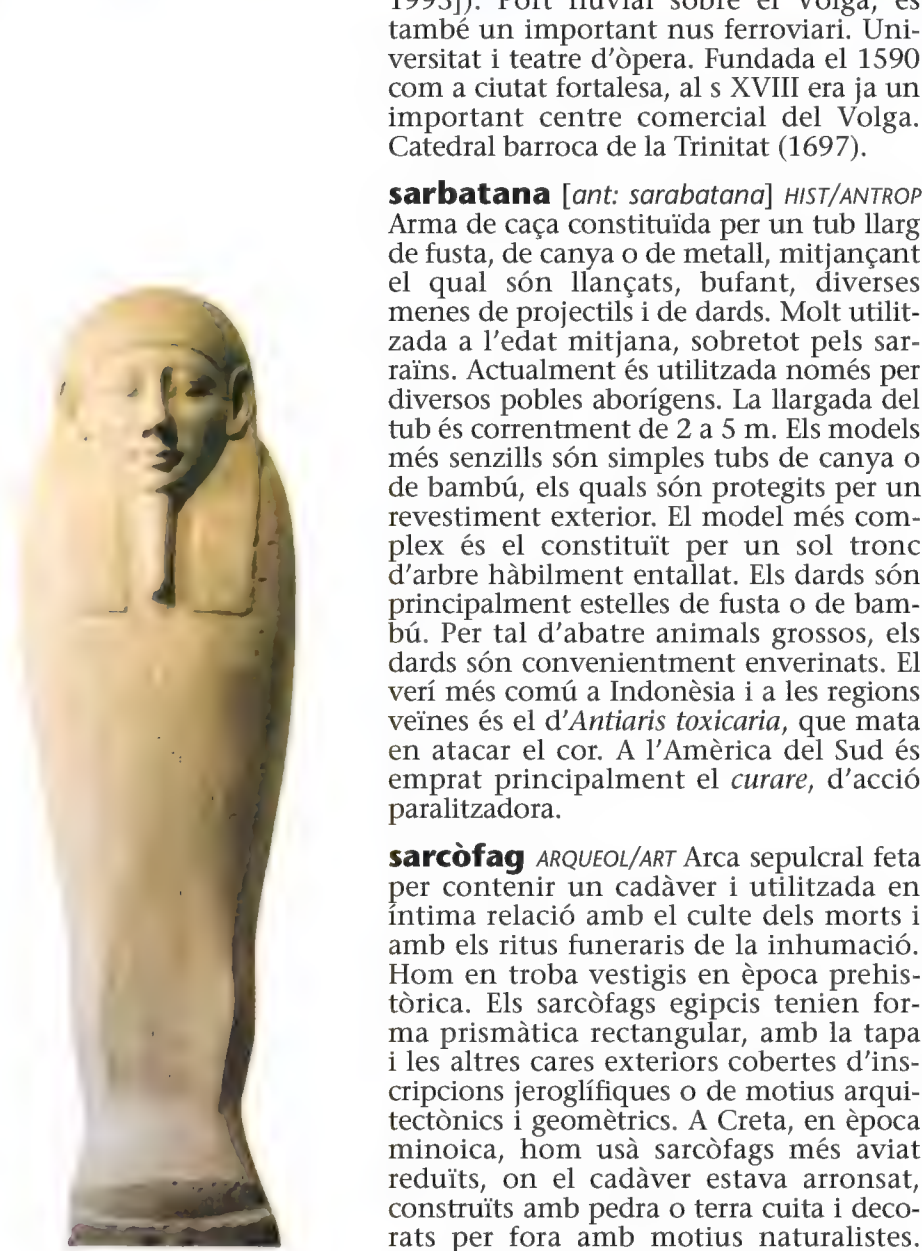 1995]). Port fluvial sobre el Volga, és
també un important nus ferroviari. Uni-
versitat i teatre d'òpera. Fundada el 1590
com a ciutat fortalesa, al s XVIII era ja un
important centre comercial del Volga.
Catedral barroca de la Trinitat (1697).
sarbatana [ant: sarabatana] HIST/ANTROP
Arma de caça constituïda per un tub llarg
de fusta, de canya o de metall, mitjançant
el qual són llançats, bufant, diverses
menes de projectils i de dards. Molt utilit-
zada a l'edat mitjana, sobretot pels sar-
raïns. Actualment és utilitzada només per
diversos pobles aborígens. La llargada del
tub és correntment de 2 a 5 m. Els models
més senzills són simples tubs de canya o
de bambú, els quals són protegits per un
revestiment exterior. El model més com-
plex és el constituït per un sol tronc
d'arbre hàbilment entallat. Els dards són
principalment estelles de fusta o de bam-
bú. Per tal d'abatre animals grossos, els
dards són convenientment enverinats. El
verí més comú a Indonèsia i a les regions
veïnes és el d'Antiaris toxicaria, que mata
en atacar el cor. A l'Amèrica del Sud és
emprat principalment el curare, d'acció
paralitzadora.
sarcòfag ARQUEOL/ART Arca sepulcral feta
per contenir un cadàver i utilitzada en
íntima relació amb el culte dels morts i
amb els ritus funeraris de la inhumació.
Hom en troba vestigis en època prehis-
tòrica. Els sarcòfags egipcis tenien for-
ma prismàtica rectangular, amb la tapa
i les altres cares exteriors cobertes d'ins-
cripcions jeroglífiques o de motius arqui-
tectònics i geomètrics. A Creta, en època
minoica, hom usà sarcòfags més aviat
reduïts, on el cadàver estava arronsat,
construïts amb pedra o terra cuita i deco-
rats per fora amb motius naturalistes.